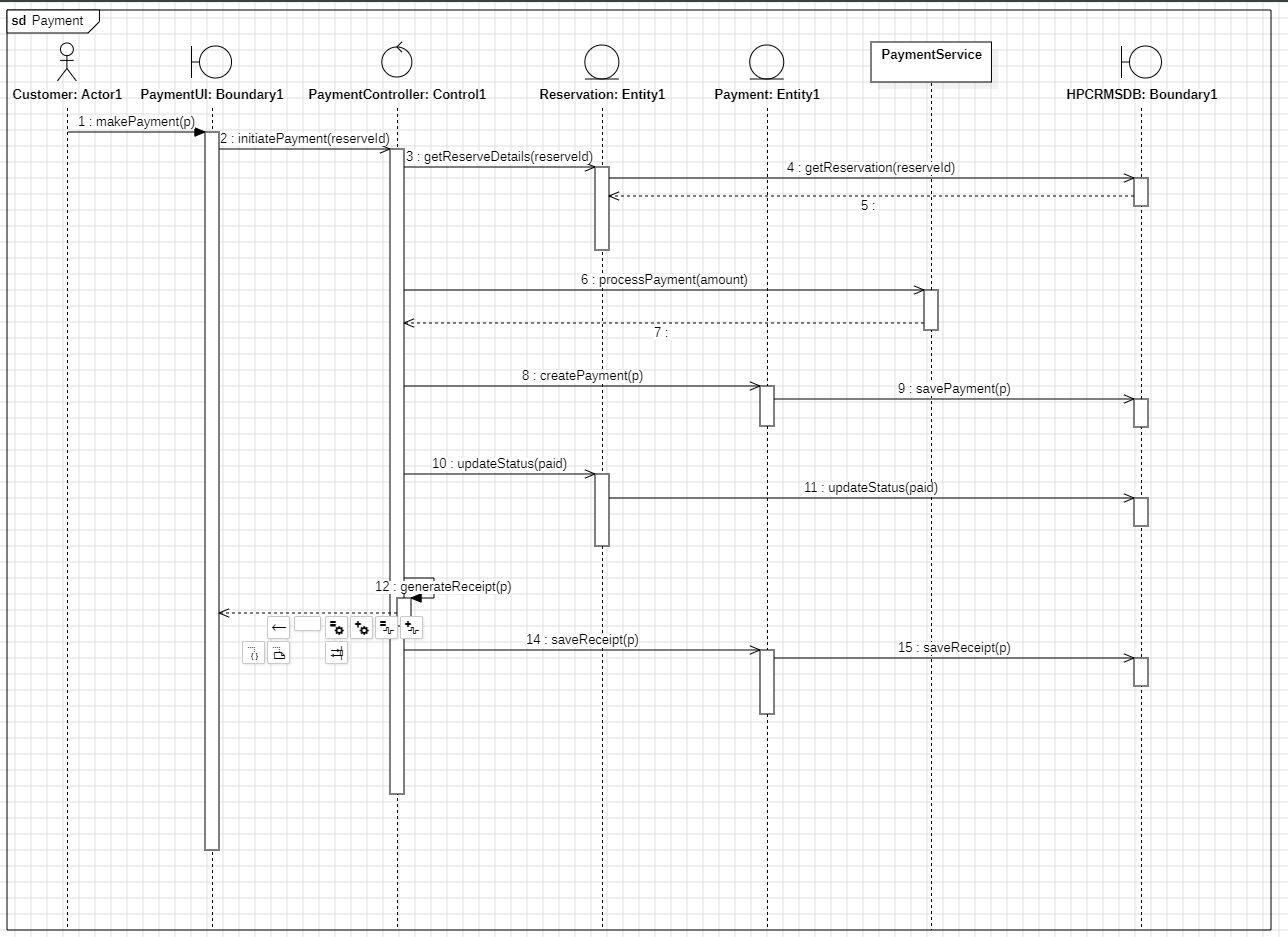 sd Payment
Customer: Actor1
PaymentUI: Boundary1
PaymentController: Control1
Reservation: Entity1
Payment: Entity1
PaymentService
HPCRMSDB: Boundary1
1 : makePayment(p)
2 : initiatePayment(reserveId)
3 : getReserveDetails(reserveId)
4 : getReservation(reserveId)
5 :
6 : processPayment(amount)
7 :
8 : createPayment(p)
9 : savePayment(p)
10 : updateStatus(paid)
11 : updateStatus(paid)
12 : generateReceipt(p)
14 : saveReceipt(p)
15 : saveReceipt(p)